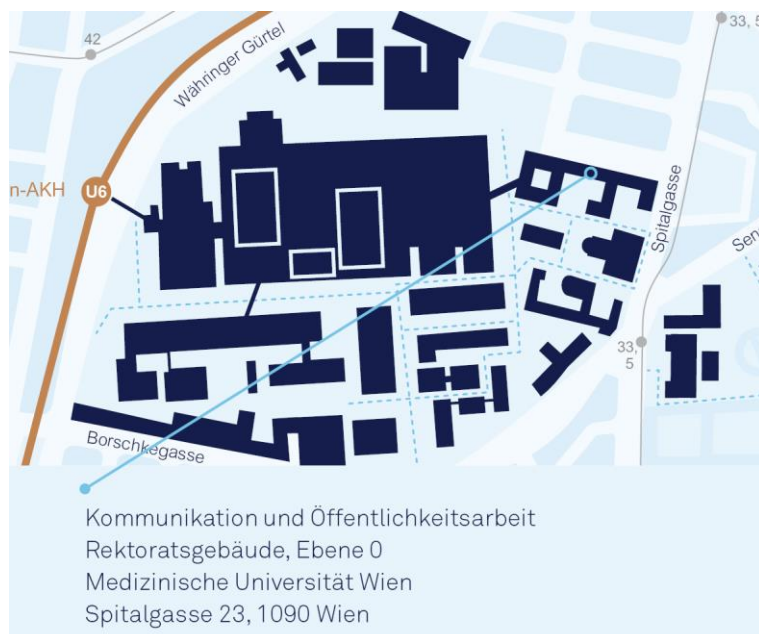 42
33, 5
Währinger Gürtel
n-AKH
U6
Spitalgasse
Sen
33,
5
Borschkegasse
Kommunikation und Öffentlichkeitsarbeit
Rektoratsgebäude, Ebene 0
Medizinische Universität Wien
Spitalgasse 23, 1090 Wien